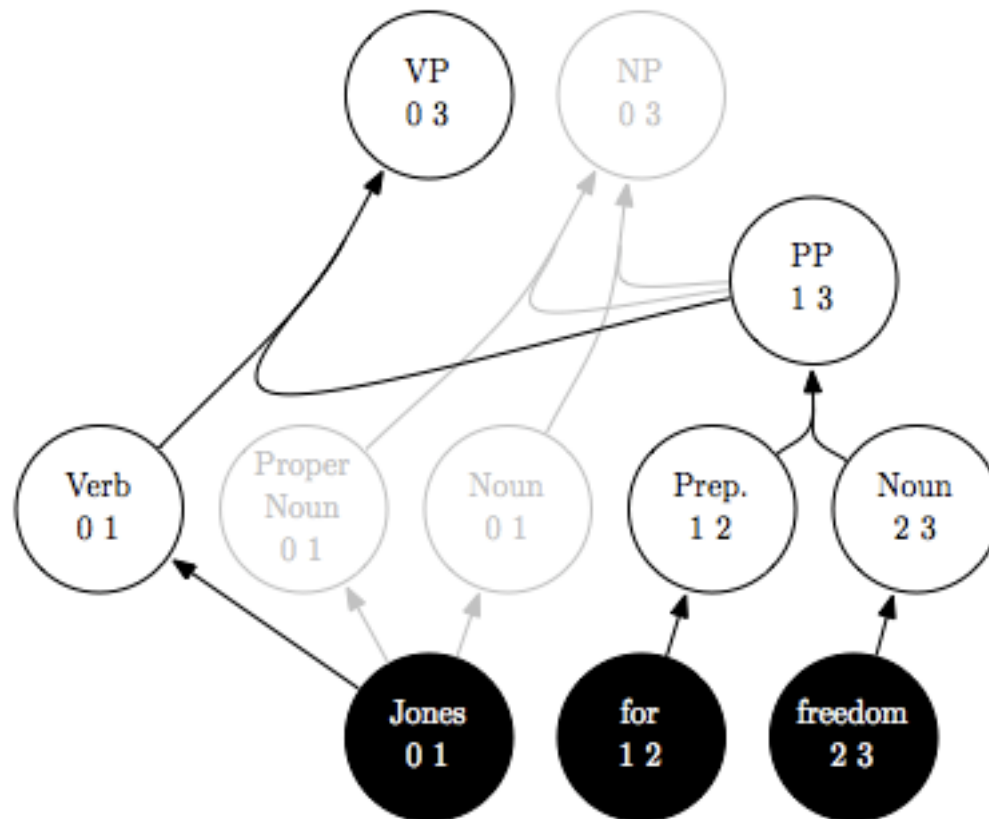 VP
0 3
NP
0 3
PP
1 3
Verb
0 1
Proper
Noun
0 1
Noun
0 1
Prep.
1 2
Noun
2 3
Jones
0 1
for
1 2
freedom
2 3